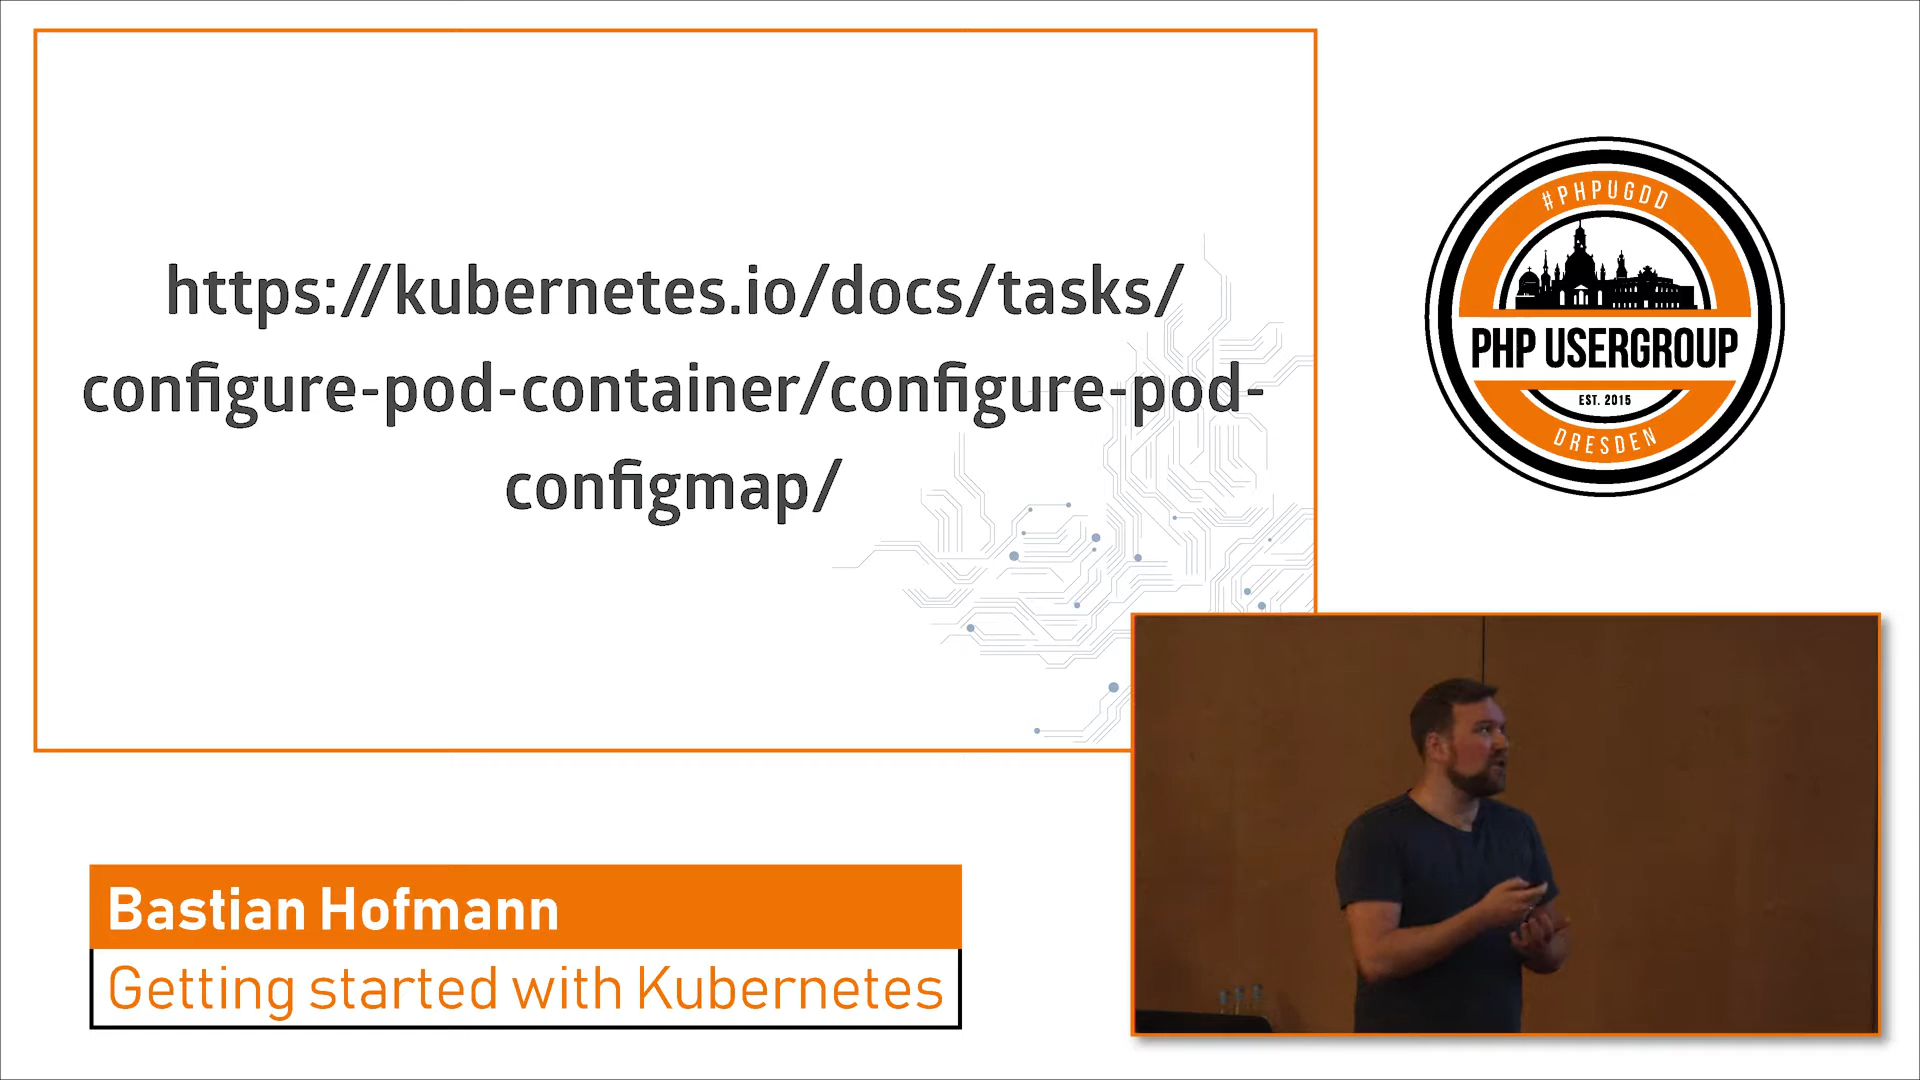 https://kubernetes.io/docs/tasks/
configure-pod-container/configure-pod-
configmap/
#PHPUGDD
PHP USERGROUP
EST. 2015
DRESDEN
Bastian Hofmann
Getting started with Kubernetes